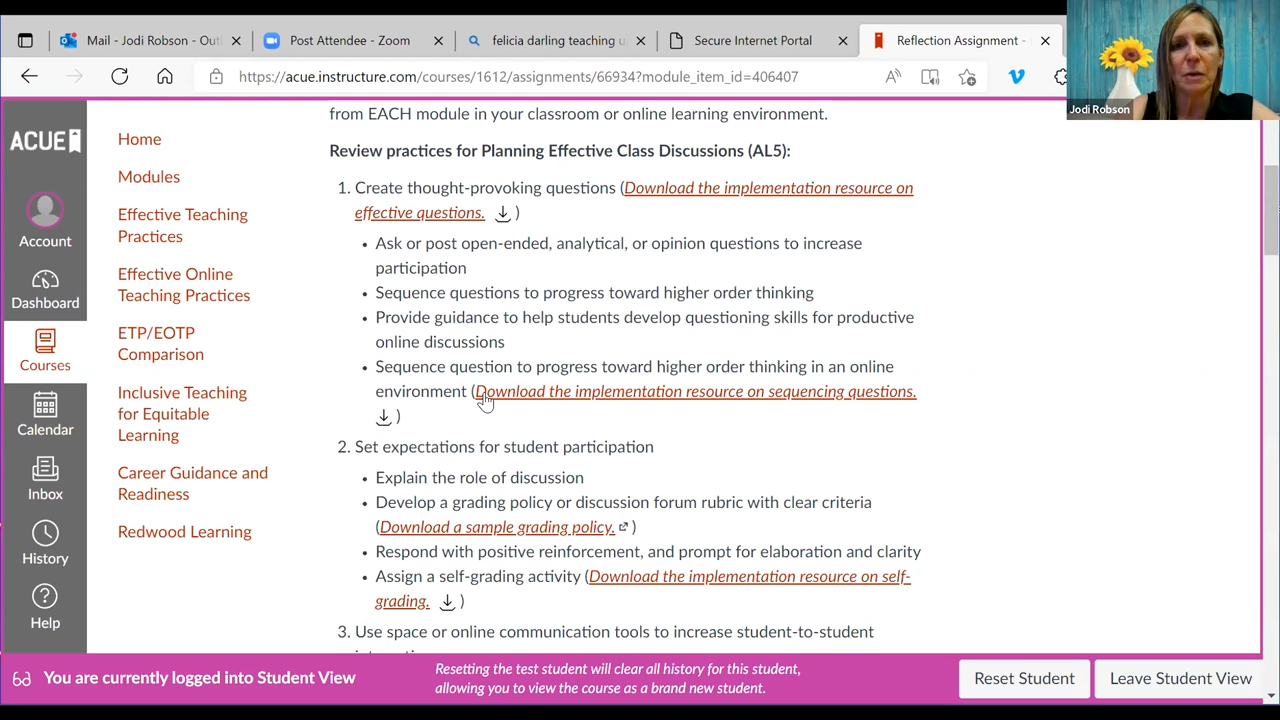 Mail - Jodi Robson - Out
Post Attendee - Zoom
felicia darling teaching u
Secure Internet Portal
Reflection Assignment -
https://acue.instructure.com/courses/1612/assignments/66934?module_item_id=406407
Jodi Robson
ACUE
Account
Dashboard
Courses
Calendar
Inbox
History
Help
Home
Modules
Effective Teaching
Practices
Effective Online
Teaching Practices
ETP/EOTP
Comparison
Inclusive Teaching
for Equitable
Learning
Career Guidance and
Readiness
Redwood Learning
from EACH module in your classroom or online learning environment.
Review practices for Planning Effective Class Discussions (AL5):
1. Create thought-provoking questions (Download the implementation resource on
effective questions. )
• Ask or post open-ended, analytical, or opinion questions to increase
participation
• Sequence questions to progress toward higher order thinking
• Provide guidance to help students develop questioning skills for productive
online discussions
• Sequence question to progress toward higher order thinking in an online
environment (Download the implementation resource on sequencing questions.
)
2. Set expectations for student participation
• Explain the role of discussion
• Develop a grading policy or discussion forum rubric with clear criteria
(Download a sample grading policy. )
• Respond with positive reinforcement, and prompt for elaboration and clarity
• Assign a self-grading activity (Download the implementation resource on self-
grading. )
3. Use space or online communication tools to increase student-to-student
You are currently logged into Student View
Resetting the test student will clear all history for this student,
allowing you to view the course as a brand new student.
Reset Student
Leave Student View